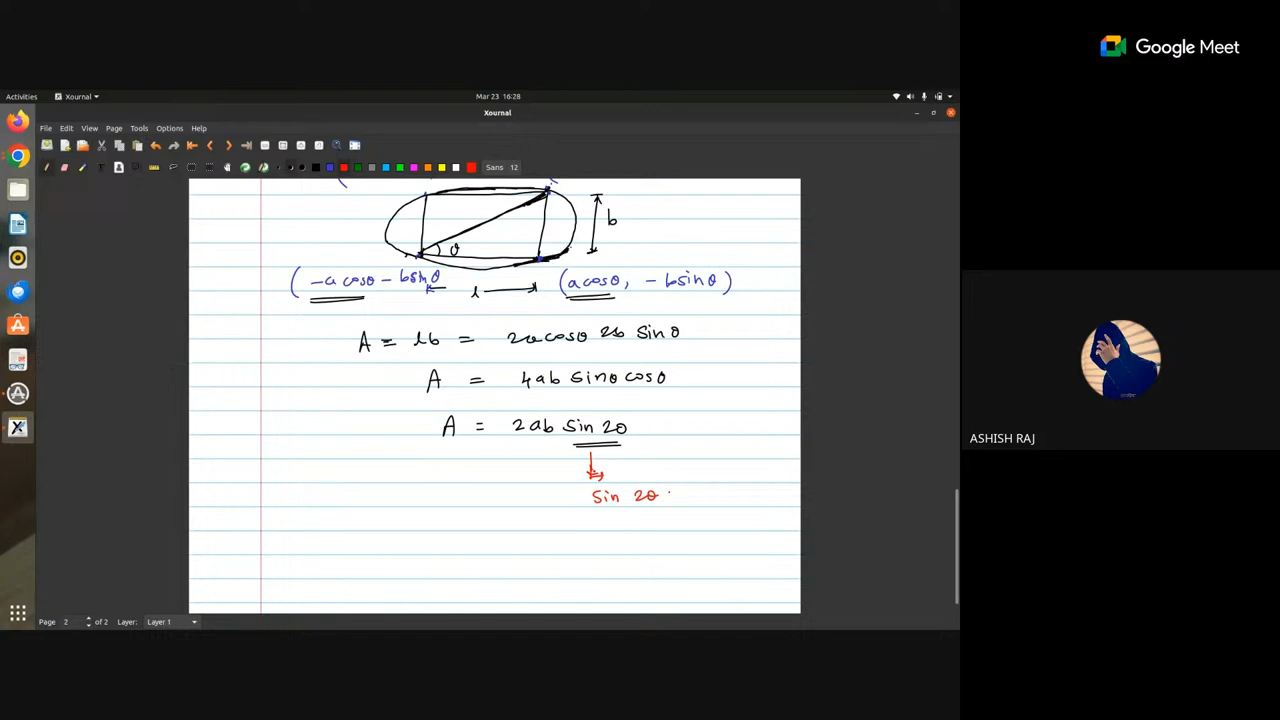 Google Meet
Activities Xournal Mar 23 16:28
Xournal
File Edit View Page Tools Options Help
Sans 12
b
θ
(-a cosθ - bsinθ
l
(acosθ, - bsinθ)
A = lb = 2acosθ 2b sinθ
A = 4ab sinθ cosθ
A = 2ab sin 2θ
sin 2θ
ASHISH RAJ
Page 2 of 2 Layer: Layer 1